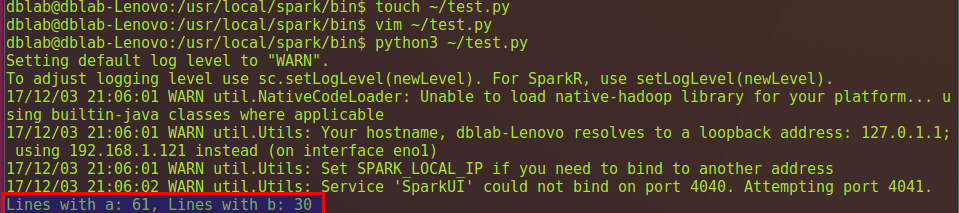 dblab@dblab-Lenovo:/usr/local/spark/bin$ touch ~/test.py
dblab@dblab-Lenovo:/usr/local/spark/bin$ vim ~/test.py
dblab@dblab-Lenovo:/usr/local/spark/bin$ python3 ~/test.py
Setting default log level to "WARN".
To adjust logging level use sc.setLogLevel(newLevel). For SparkR, use setLogLevel(newLevel).
17/12/03 21:06:01 WARN util.NativeCodeLoader: Unable to load native-hadoop library for your platform... u
sing builtin-java classes where applicable
17/12/03 21:06:01 WARN util.Utils: Your hostname, dblab-Lenovo resolves to a loopback address: 127.0.1.1;
 using 192.168.1.121 instead (on interface eno1)
17/12/03 21:06:01 WARN util.Utils: Set SPARK_LOCAL_IP if you need to bind to another address
17/12/03 21:06:02 WARN util.Utils: Service 'SparkUI' could not bind on port 4040. Attempting port 4041.
Lines with a: 61, Lines with b: 30